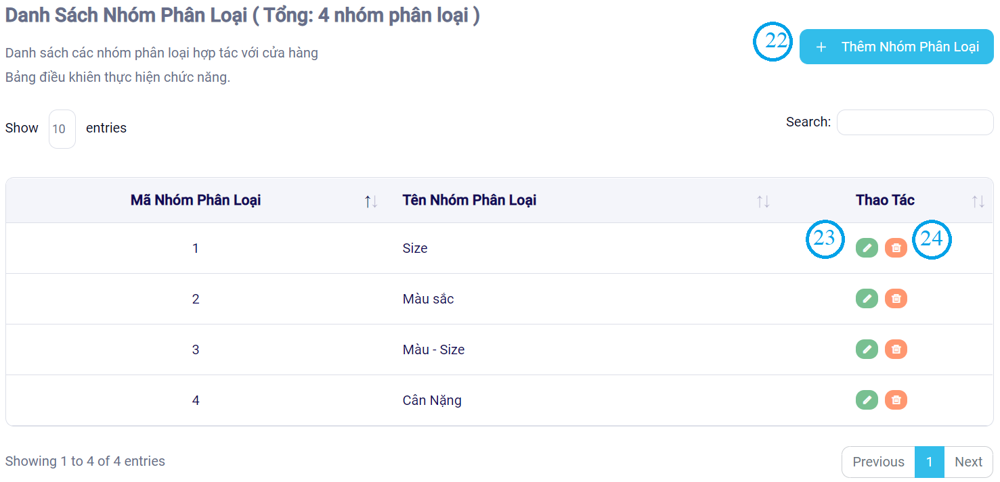 Danh Sách Nhóm Phân Loại ( Tổng: 4 nhóm phân loại )
22
+ Thêm Nhóm Phân Loại
Danh sách các nhóm phân loại hợp tác với cửa hàng
Bảng điều khiên thực hiện chức năng.
Show 10 entries
Search:
Mã Nhóm Phân Loại Tên Nhóm Phân Loại Thao Tác
1 Size 23 24
2 Màu sắc
3 Màu - Size
4 Cân Nặng
Showing 1 to 4 of 4 entries
Previous 1 Next